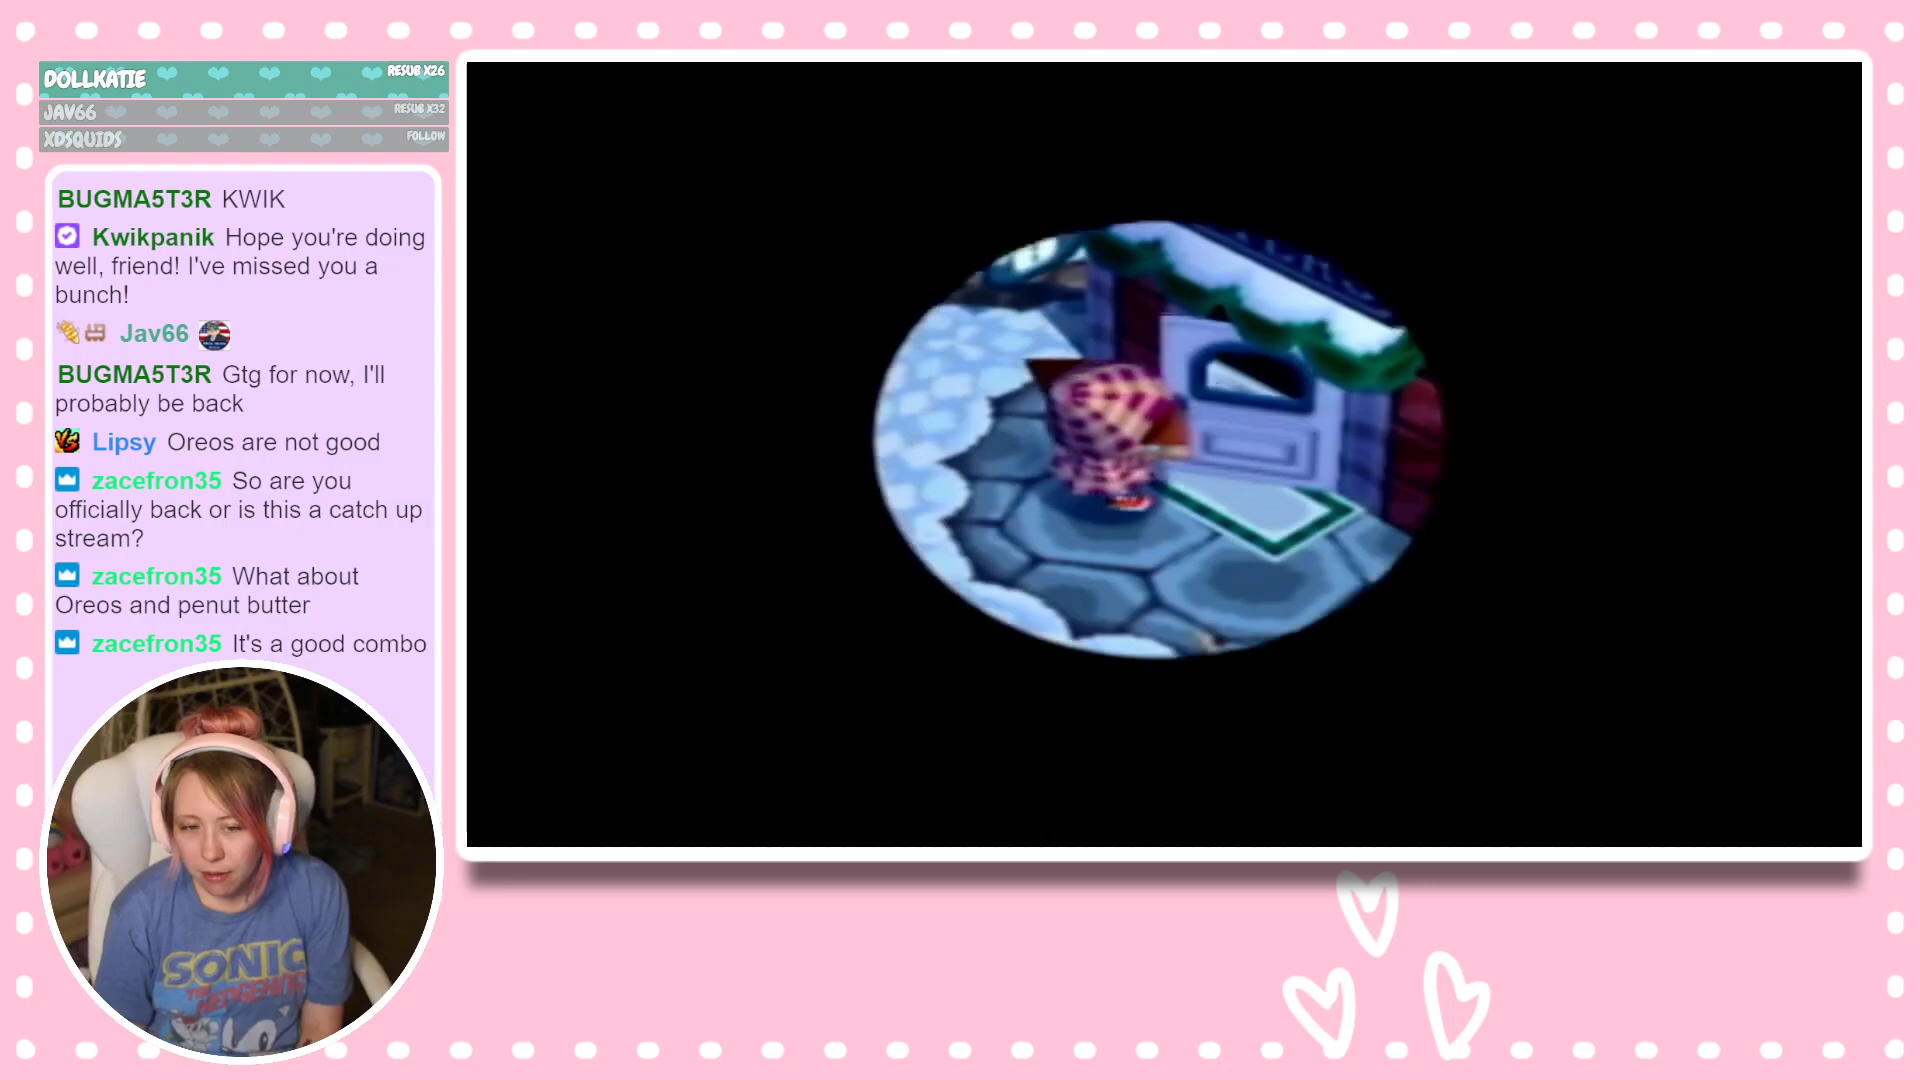 DOLLKATIE RESUB X26
JAV66 RESUB X32
XDSQUIDS FOLLOW
BUGMA5T3R KWIK
Kwikpanik Hope you're doing
well, friend! I've missed you a
bunch!
Jav66
BUGMA5T3R Gtg for now, I'll
probably be back
Lipsy Oreos are not good
zacefron35 So are you
officially back or is this a catch up
stream?
zacefron35 What about
Oreos and penut butter
zacefron35 It's a good combo
SONIC
THE
HEDGEHOG